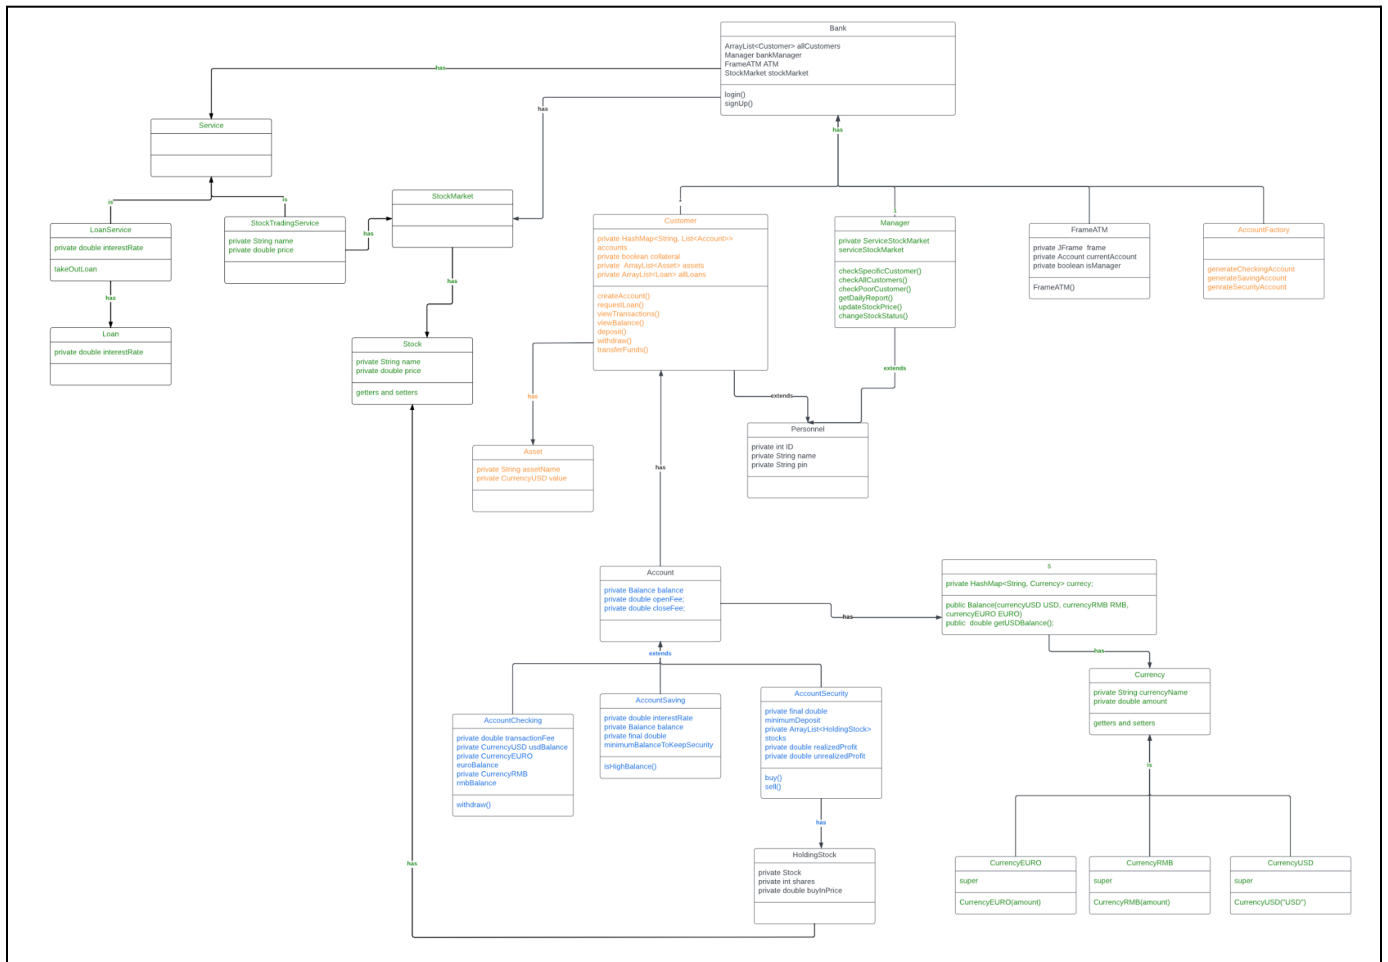 Bank
ArrayList<Customer> allCustomers
Manager bankManager
FrameATM ATM
StockMarket stockMarket
login()
signUp()
has
has
has
Service
is
is
LoanService
private double interestRate
takeOutLoan
has
Loan
private double interestRate
StockTradingService
private String name
private double price
has
StockMarket
has
Stock
private String name
private double price
getters and setters
Customer
private HashMap<String, List<Account>>
accounts
private boolean collateral
private ArrayList<Asset> assets
private ArrayList<Loan> allLoans
createAccount()
requestLoan()
viewTransactions()
viewBalance()
deposit()
withdraw()
transferFunds()
Manager
private ServiceStockMarket
serviceStockMarket
checkSpecificCustomer()
checkAllCustomers()
checkPoorCustomer()
getDailyReport()
updateStockPrice()
changeStockStatus()
FrameATM
private JFrame frame
private Account currentAccount
private boolean isManager
FrameATM()
AccountFactory
generateCheckingAccount
generateSavingAccount
genrateSecurityAccount
extends
extends
Personnel
private int ID
private String name
private String pin
has
Asset
private String assetName
private CurrencyUSD value
has
Account
private Balance balance
private double openFee;
private double closeFee;
has
s
private HashMap<String, Currency> currecy;
public Balance(currencyUSD USD, currencyRMB RMB,
currencyEURO EURO)
public double getUSDBalance();
has
Currency
private String currencyName
private double amount
getters and setters
is
extends
AccountChecking
private double transactionFee
private CurrencyUSD usdBalance
private CurrencyEURO
euroBalance
private CurrencyRMB
rmbBalance
withdraw()
AccountSaving
private double interestRate
private Balance balance
private final double
minimumBalanceToKeepSecurity
isHighBalance()
AccountSecurity
private final double
minimumDeposit
private ArrayList<HoldingStock>
stocks
private double realizedProfit
private double unrealizedProfit
buy()
sell()
has
HoldingStock
private Stock
private int shares
private double buyInPrice
has
CurrencyEURO
super
CurrencyEURO(amount)
CurrencyRMB
super
CurrencyRMB(amount)
CurrencyUSD
super
CurrencyUSD("USD")